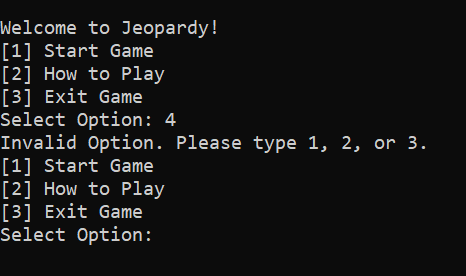 Welcome to Jeopardy!
[1] Start Game
[2] How to Play
[3] Exit Game
Select Option: 4
Invalid Option. Please type 1, 2, or 3.
[1] Start Game
[2] How to Play
[3] Exit Game
Select Option: